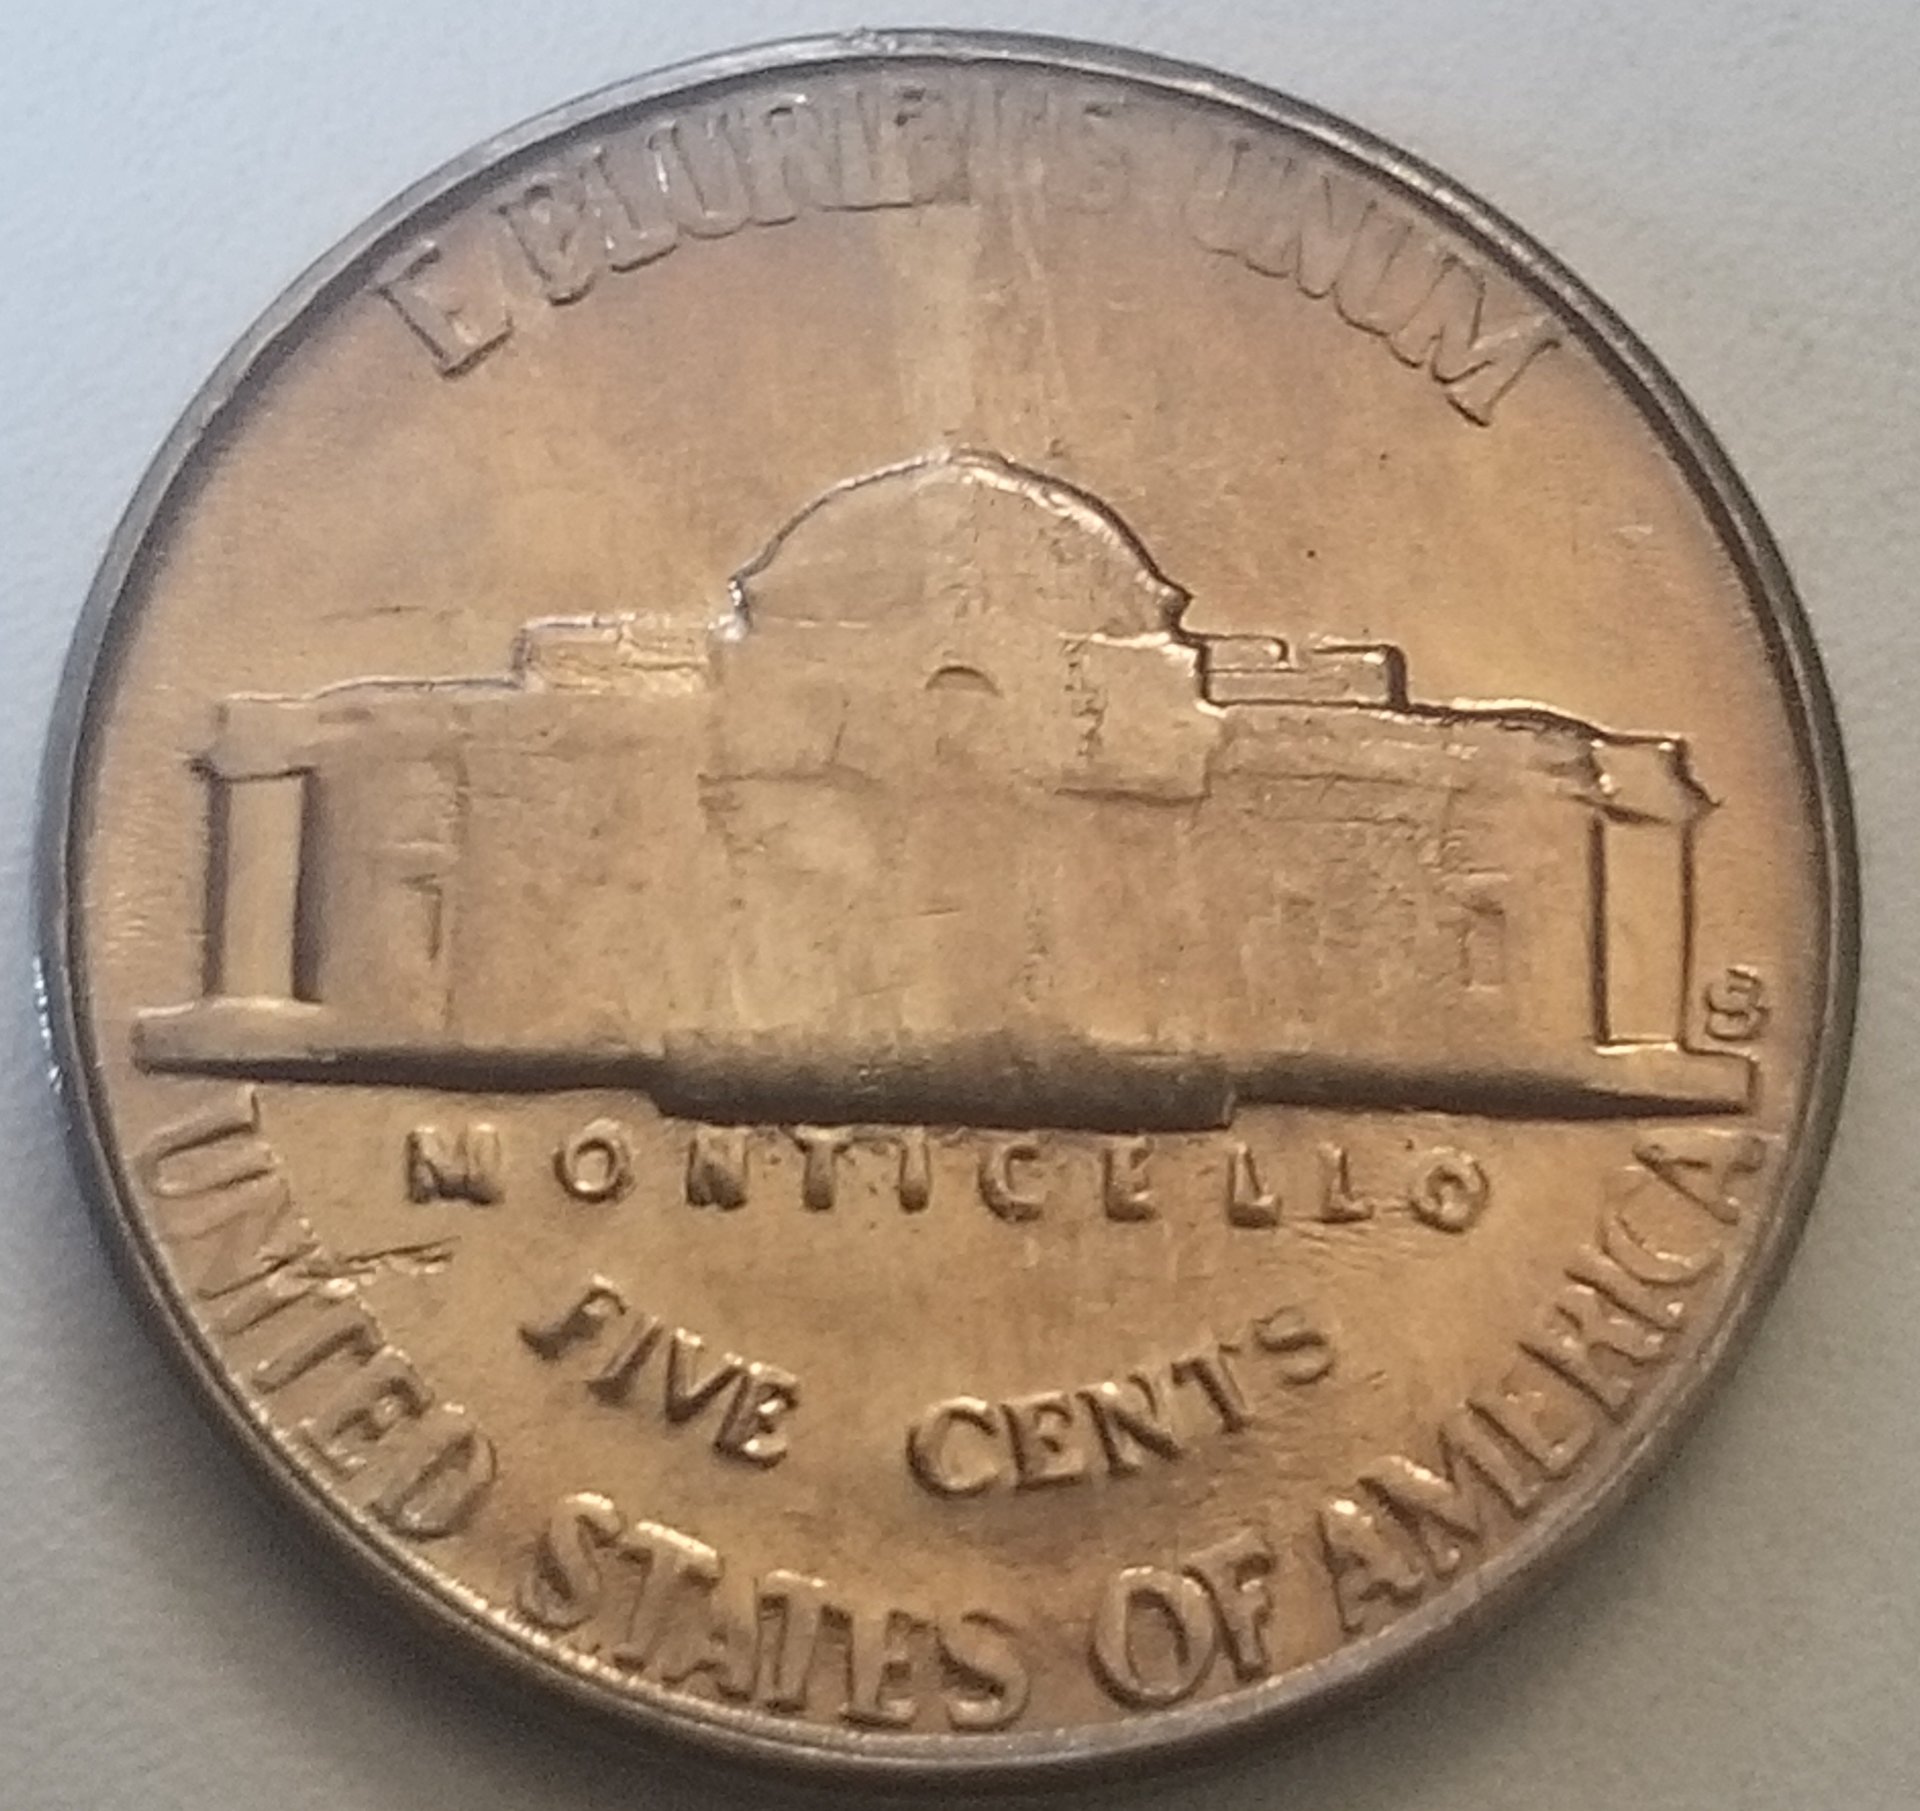 E PLURIBUS UNUM
MONTICELLO
FIVE CENTS
UNITED STATES OF AMERICA